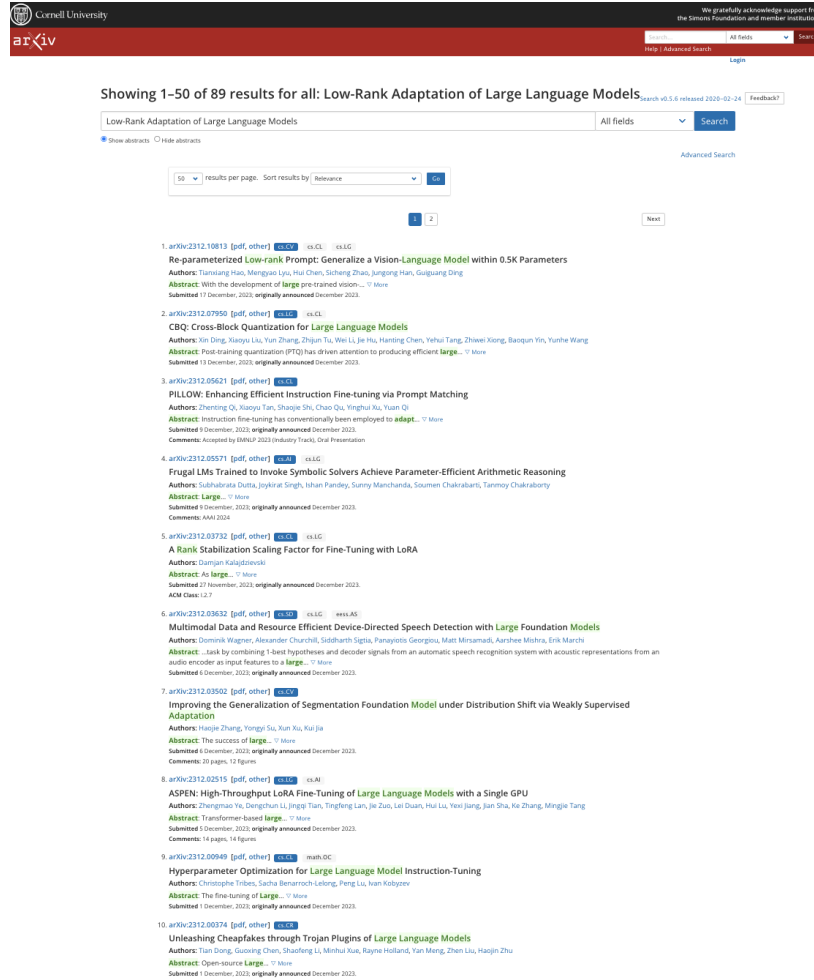 Cornell University
We gratefully acknowledge support fr
the Simons Foundation and member institutio
arXiv
Search...
All fields
Searc
Help | Advanced Search
Login
Showing 1–50 of 89 results for all: Low-Rank Adaptation of Large Language Models
Search v0.5.6 released 2020-02-24
Feedback?
Low-Rank Adaptation of Large Language Models
All fields
Search
Show abstracts
Hide abstracts
Advanced Search
50 results per page. Sort results by Relevance Go
1 2 Next
1. arXiv:2312.10813 [pdf, other] cs.CV cs.CL cs.LG
Re-parameterized Low-rank Prompt: Generalize a Vision-Language Model within 0.5K Parameters
Authors: Tianxiang Hao, Mengyao Lyu, Hui Chen, Sicheng Zhao, Jungong Han, Guiguang Ding
Abstract: With the development of large pre-trained vision-… ▽ More
Submitted 17 December, 2023; originally announced December 2023.
2. arXiv:2312.07950 [pdf, other] cs.LG cs.CL
CBQ: Cross-Block Quantization for Large Language Models
Authors: Xin Ding, Xiaoyu Liu, Yun Zhang, Zhijun Tu, Wei Li, Jie Hu, Hanting Chen, Yehui Tang, Zhiwei Xiong, Baoqun Yin, Yunhe Wang
Abstract: Post-training quantization (PTQ) has driven attention to producing efficient large… ▽ More
Submitted 13 December, 2023; originally announced December 2023.
3. arXiv:2312.05621 [pdf, other] cs.CL
PILLOW: Enhancing Efficient Instruction Fine-tuning via Prompt Matching
Authors: Zhenting Qi, Xiaoyu Tan, Shaojie Shi, Chao Qu, Yinghui Xu, Yuan Qi
Abstract: Instruction fine-tuning has conventionally been employed to adapt… ▽ More
Submitted 9 December, 2023; originally announced December 2023.
Comments: Accepted by EMNLP 2023 (Industry Track), Oral Presentation
4. arXiv:2312.05571 [pdf, other] cs.AI cs.LG
Frugal LMs Trained to Invoke Symbolic Solvers Achieve Parameter-Efficient Arithmetic Reasoning
Authors: Subhabrata Dutta, Joykirat Singh, Ishan Pandey, Sunny Manchanda, Soumen Chakrabarti, Tanmoy Chakraborty
Abstract: Large… ▽ More
Submitted 9 December, 2023; originally announced December 2023.
Comments: AAAI 2024
5. arXiv:2312.03732 [pdf, other] cs.CL cs.LG
A Rank Stabilization Scaling Factor for Fine-Tuning with LoRA
Authors: Damjan Kalajdzievski
Abstract: As large… ▽ More
Submitted 27 November, 2023; originally announced December 2023.
ACM Class: I.2.7
6. arXiv:2312.03632 [pdf, other] cs.SD cs.LG eess.AS
Multimodal Data and Resource Efficient Device-Directed Speech Detection with Large Foundation Models
Authors: Dominik Wagner, Alexander Churchill, Siddharth Sigtia, Panayiotis Georgiou, Matt Mirsamadi, Aarshee Mishra, Erik Marchi
Abstract: …task by combining 1-best hypotheses and decoder signals from an automatic speech recognition system with acoustic representations from an
audio encoder as input features to a large… ▽ More
Submitted 6 December, 2023; originally announced December 2023.
7. arXiv:2312.03502 [pdf, other] cs.CV
Improving the Generalization of Segmentation Foundation Model under Distribution Shift via Weakly Supervised
Adaptation
Authors: Haojie Zhang, Yongyi Su, Xun Xu, Kui Jia
Abstract: The success of large… ▽ More
Submitted 6 December, 2023; originally announced December 2023.
Comments: 20 pages, 12 figures
8. arXiv:2312.02515 [pdf, other] cs.LG cs.AI
ASPEN: High-Throughput LoRA Fine-Tuning of Large Language Models with a Single GPU
Authors: Zhengmao Ye, Dengchun Li, Jingqi Tian, Tingfeng Lan, Jie Zuo, Lei Duan, Hui Lu, Yexi Jiang, Jian Sha, Ke Zhang, Mingjie Tang
Abstract: Transformer-based large… ▽ More
Submitted 5 December, 2023; originally announced December 2023.
Comments: 14 pages, 14 figures
9. arXiv:2312.00949 [pdf, other] cs.CL math.OC
Hyperparameter Optimization for Large Language Model Instruction-Tuning
Authors: Christophe Tribes, Sacha Benarroch-Lelong, Peng Lu, Ivan Kobyzev
Abstract: The fine-tuning of Large… ▽ More
Submitted 1 December, 2023; originally announced December 2023.
10. arXiv:2312.00374 [pdf, other] cs.CR
Unleashing Cheapfakes through Trojan Plugins of Large Language Models
Authors: Tian Dong, Guoxing Chen, Shaofeng Li, Minhui Xue, Rayne Holland, Yan Meng, Zhen Liu, Haojin Zhu
Abstract: Open-source Large… ▽ More
Submitted 1 December, 2023; originally announced December 2023.